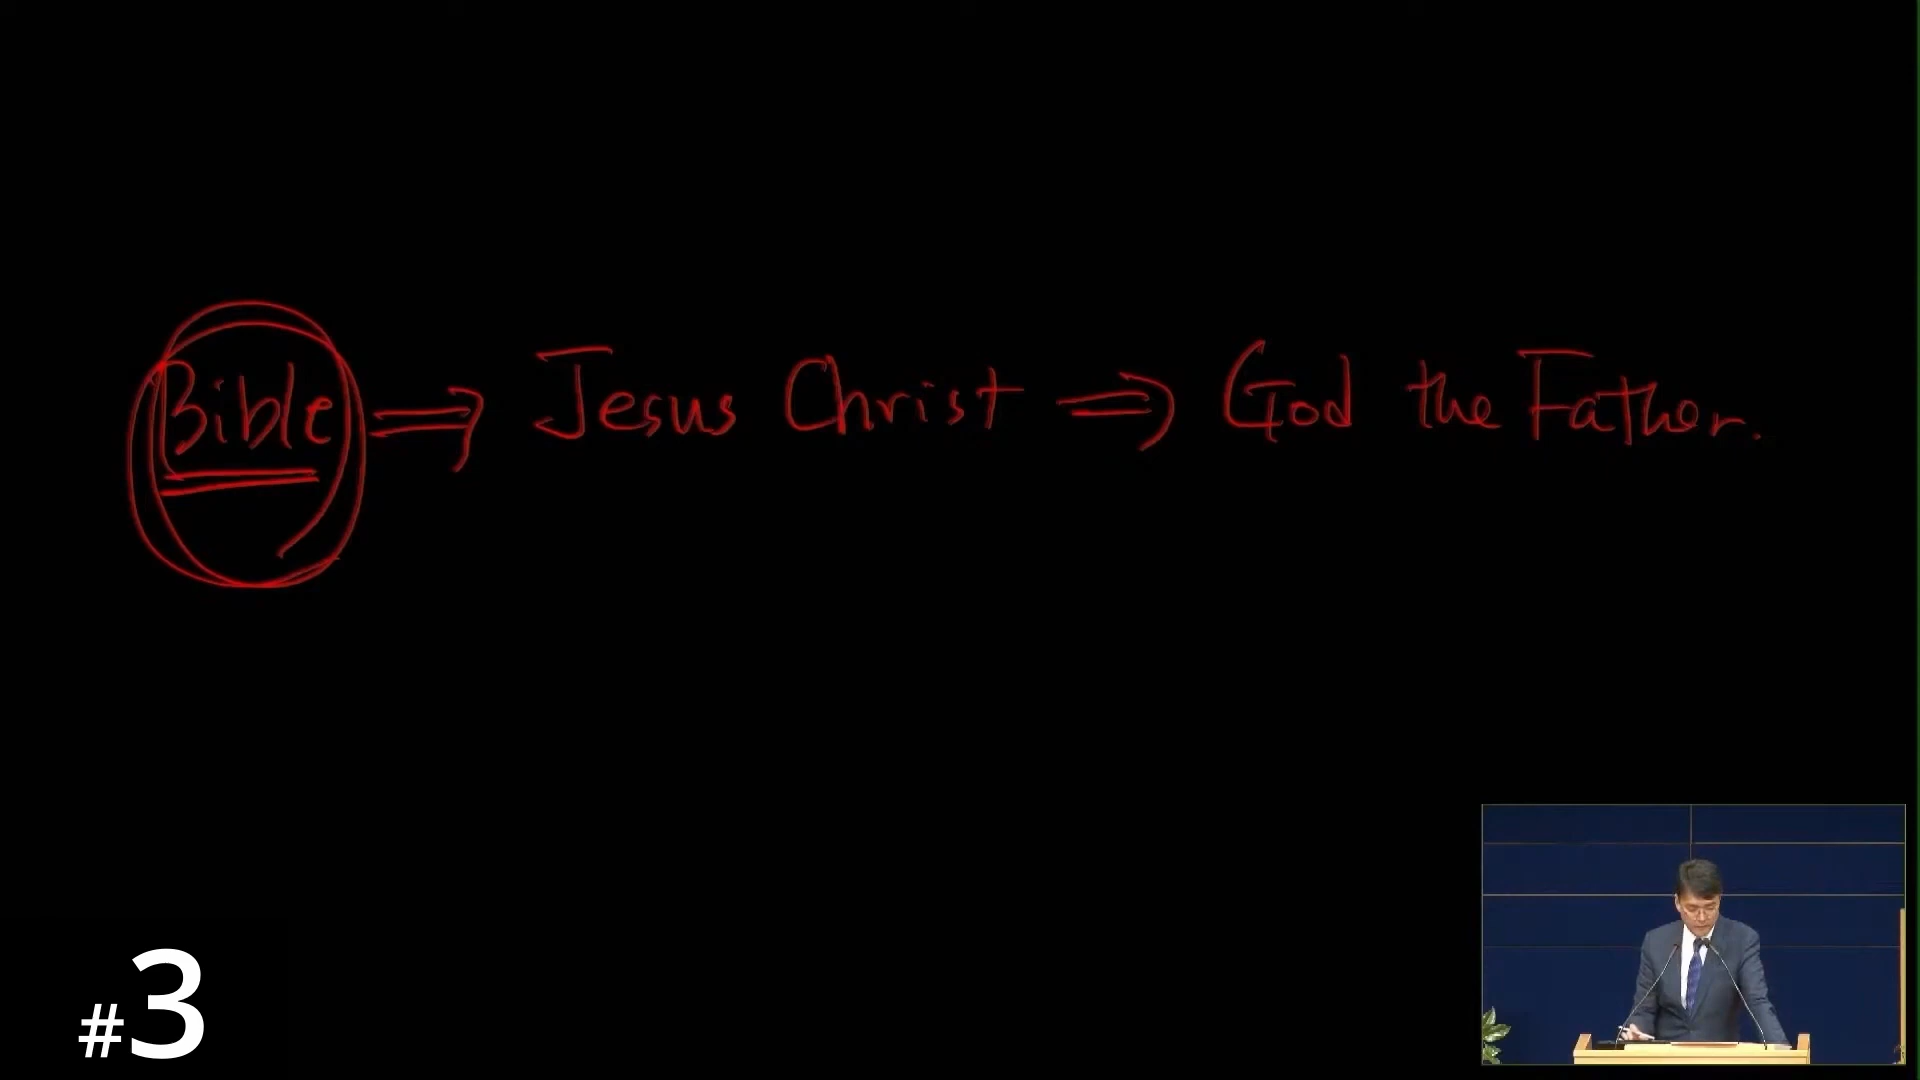 Bible ⇒ Jesus Christ ⇒ God the Father.
#3